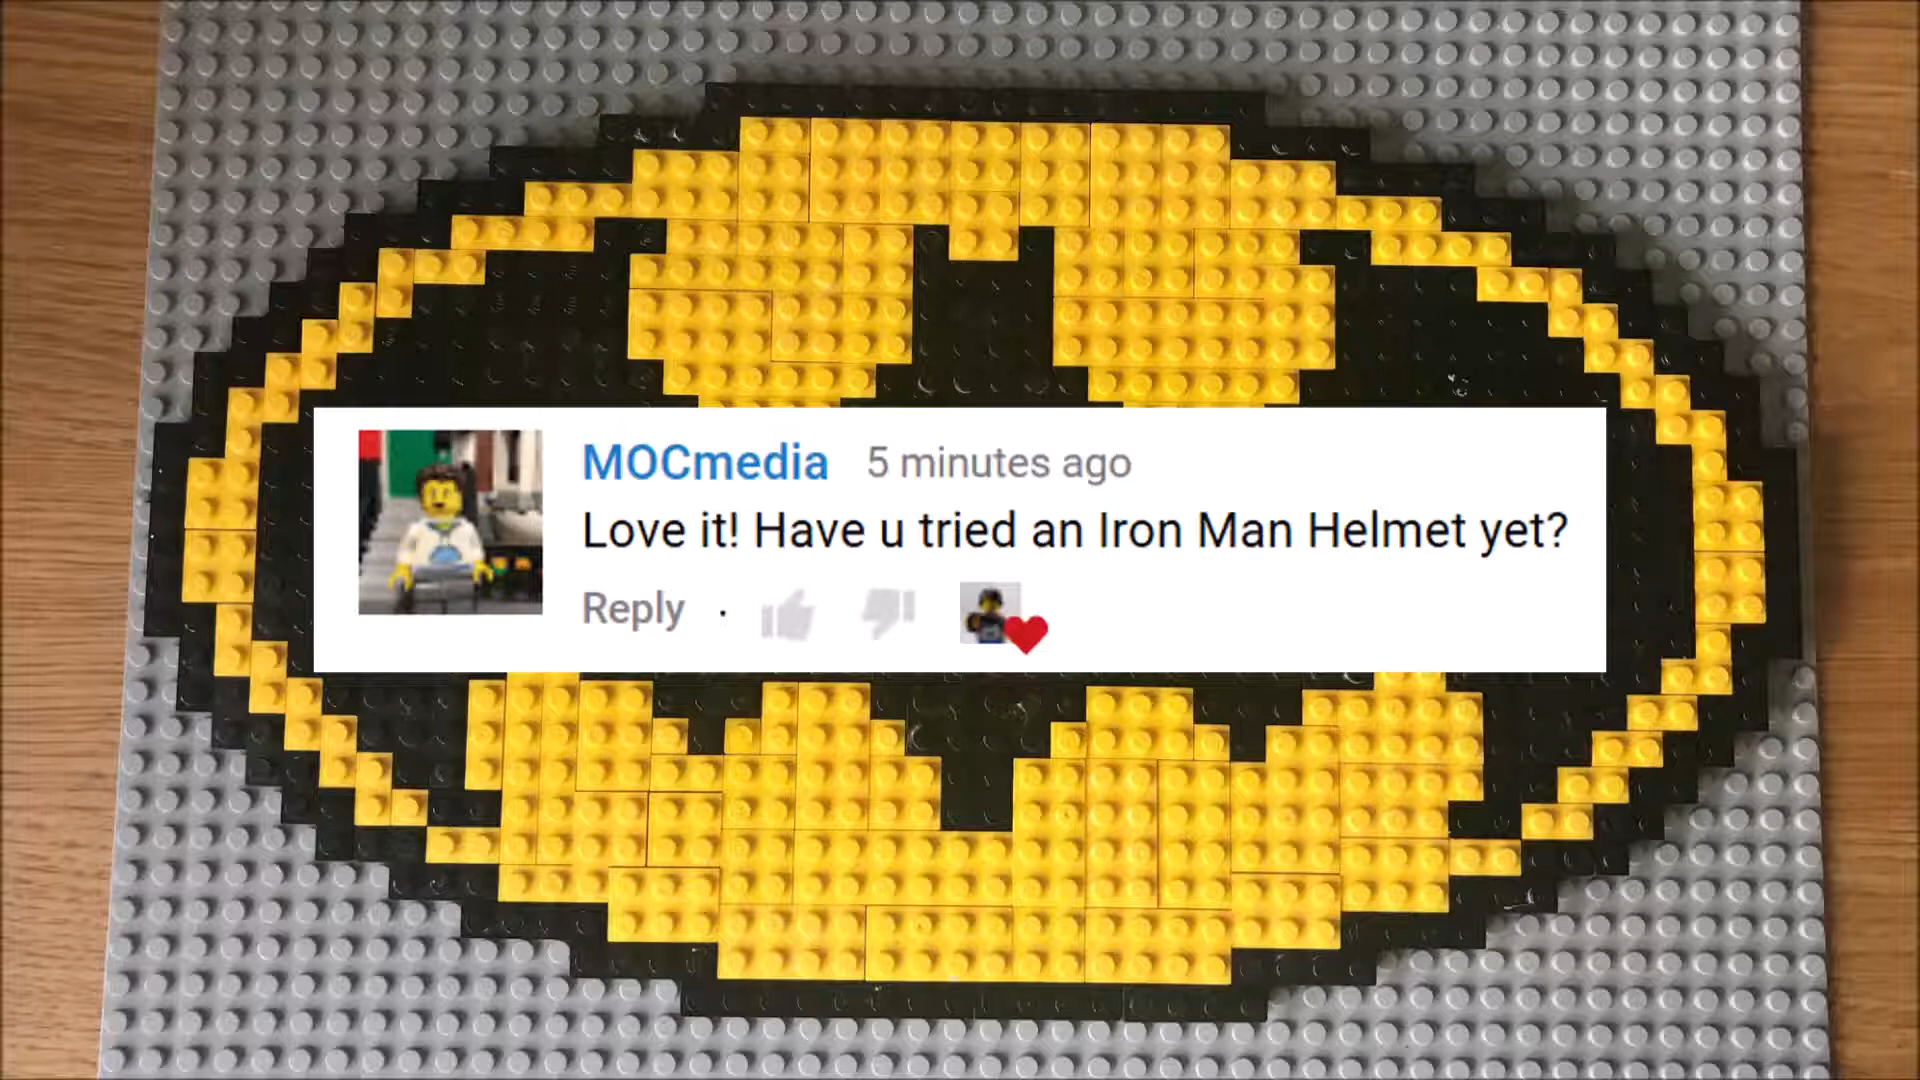 MOCmedia 5 minutes ago
Love it! Have u tried an Iron Man Helmet yet?
Reply ·